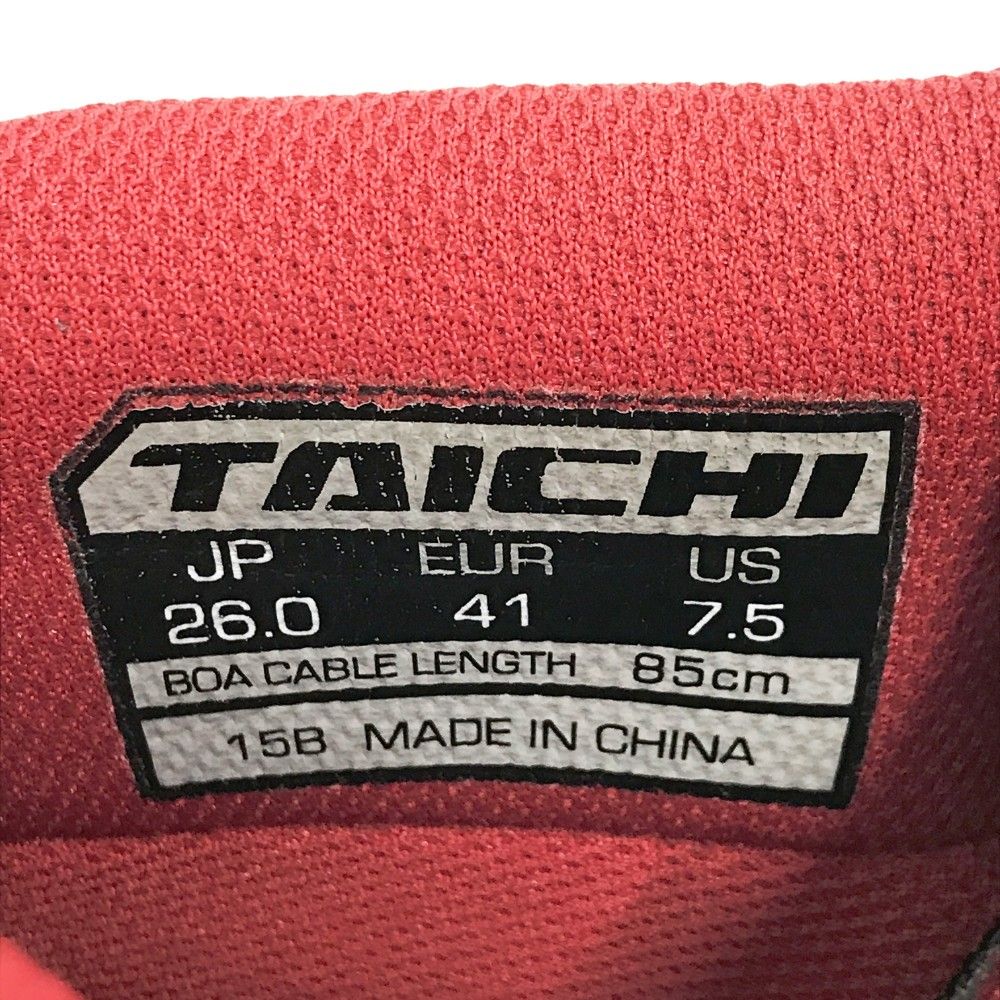 TAICHI
JP EUR US
26.0 41 7.5
BOA CABLE LENGTH 85cm
15B MADE IN CHINA